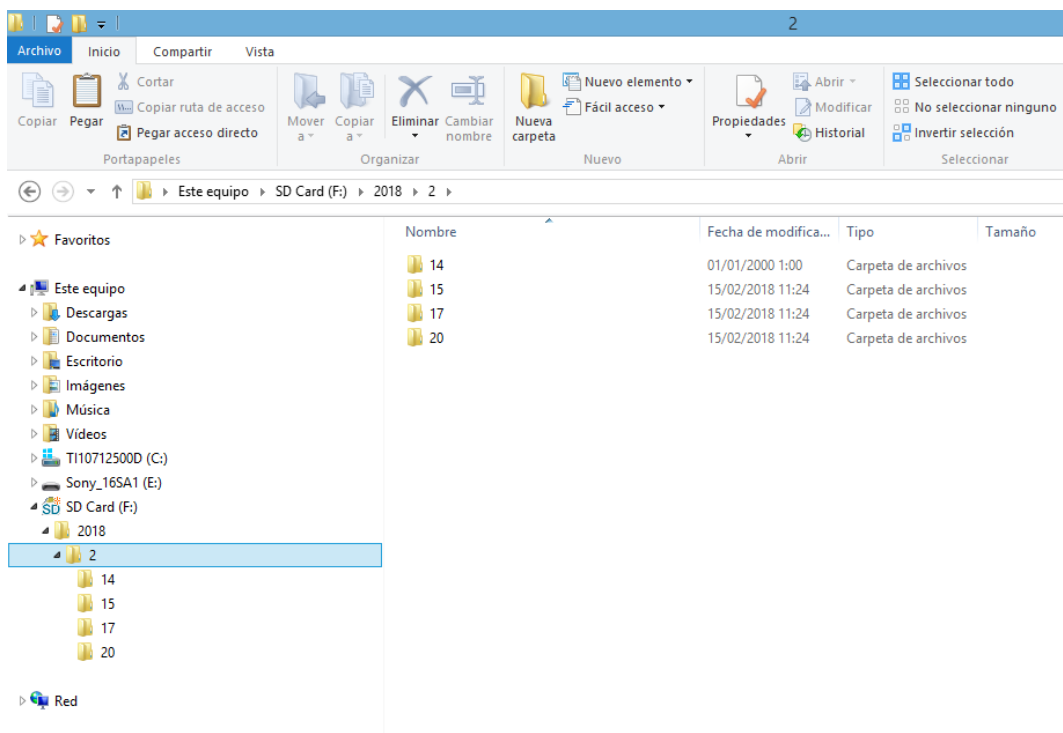 2
Archivo Inicio Compartir Vista
Copiar
Pegar
Cortar
Copiar ruta de acceso
Pegar acceso directo
Portapapeles
Mover a
Copiar a
Eliminar
Cambiar nombre
Organizar
Nueva carpeta
Nuevo elemento
Fácil acceso
Nuevo
Propiedades
Abrir
Modificar
Historial
Abrir
Seleccionar todo
No seleccionar ninguno
Invertir selección
Seleccionar
Este equipo SD Card (F:) 2018 2
Favoritos
Este equipo
Descargas
Documentos
Escritorio
Imágenes
Música
Vídeos
TI10712500D (C:)
Sony_16SA1 (E:)
SD SD Card (F:)
2018
2
14
15
17
20
Red
Nombre Fecha de modifica... Tipo Tamaño
14 01/01/2000 1:00 Carpeta de archivos
15 15/02/2018 11:24 Carpeta de archivos
17 15/02/2018 11:24 Carpeta de archivos
20 15/02/2018 11:24 Carpeta de archivos